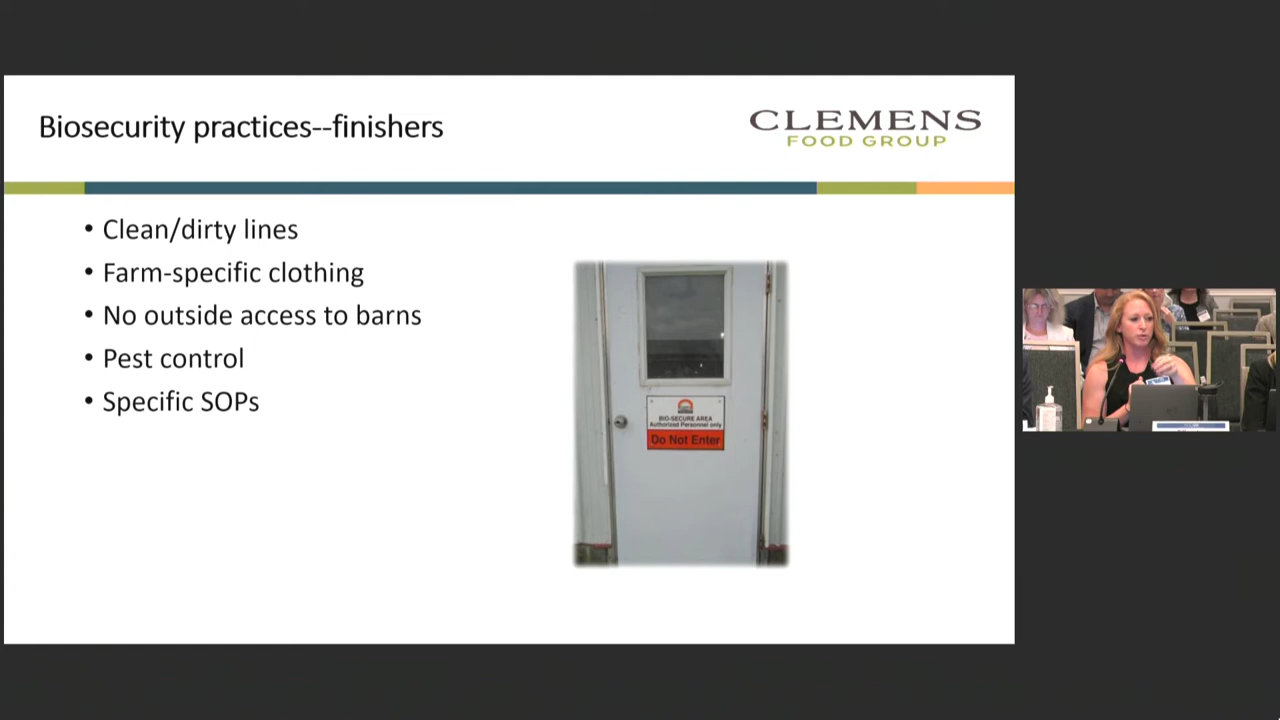 Biosecurity practices--finishers
CLEMENS
FOOD GROUP
• Clean/dirty lines
• Farm-specific clothing
• No outside access to barns
• Pest control
• Specific SOPs
BIO-SECURE AREA
Authorized Personnel only
Do Not Enter